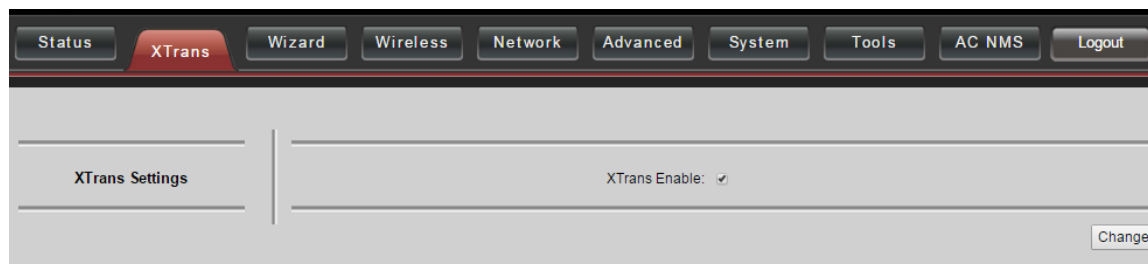 Status XTrans Wizard Wireless Network Advanced System Tools AC NMS Logout
XTrans Settings
XTrans Enable:
Change